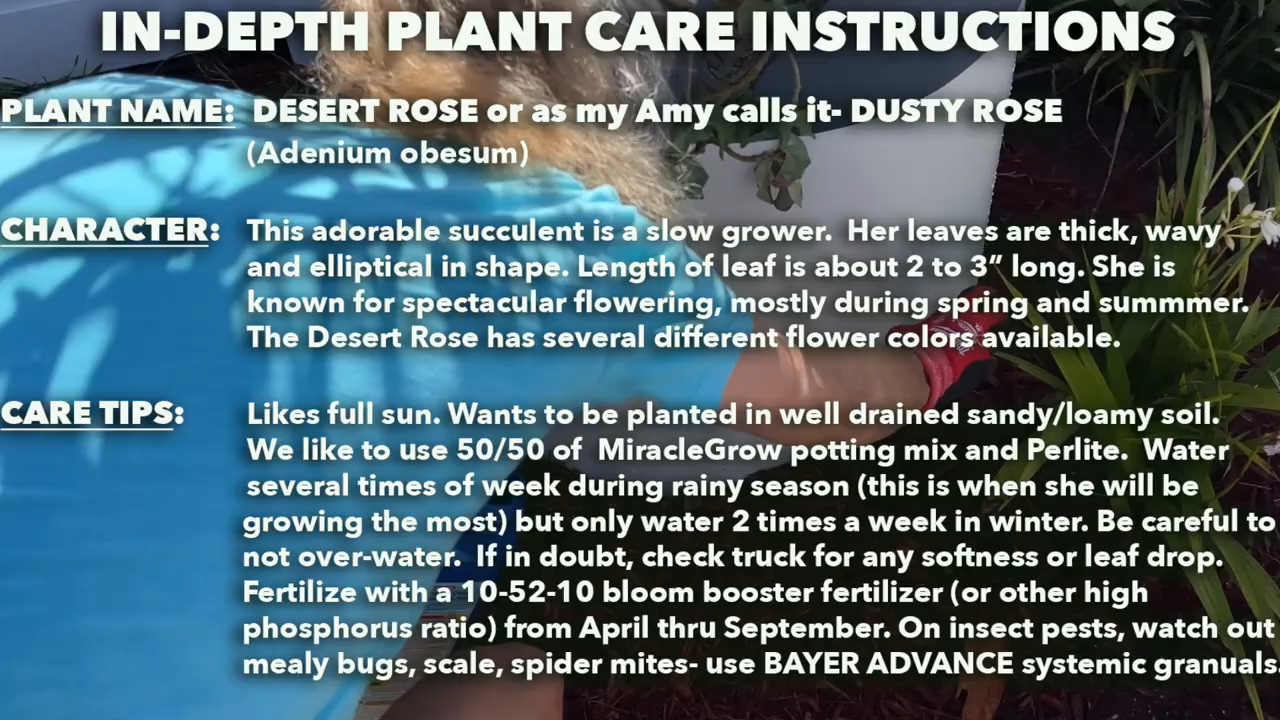 IN-DEPTH PLANT CARE INSTRUCTIONS
PLANT NAME: DESERT ROSE or as my Amy calls it- DUSTY ROSE
(Adenium obesum)
CHARACTER: This adorable succulent is a slow grower. Her leaves are thick, wavy
and elliptical in shape. Length of leaf is about 2 to 3” long. She is
known for spectacular flowering, mostly during spring and summmer.
The Desert Rose has several different flower colors available.
CARE TIPS: Likes full sun. Wants to be planted in well drained sandy/loamy soil.
We like to use 50/50 of MiracleGrow potting mix and Perlite. Water
several times of week during rainy season (this is when she will be
growing the most) but only water 2 times a week in winter. Be careful to
not over-water. If in doubt, check truck for any softness or leaf drop.
Fertilize with a 10-52-10 bloom booster fertilizer (or other high
phosphorus ratio) from April thru September. On insect pests, watch out
mealy bugs, scale, spider mites- use BAYER ADVANCE systemic granuals.